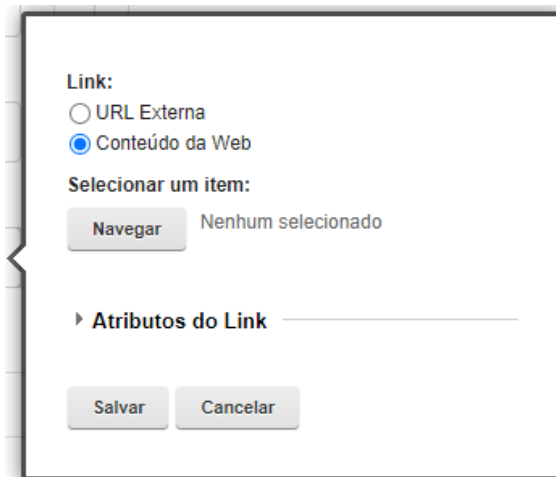 Link:
URL Externa
Conteúdo da Web
Selecionar um item:
Navegar Nenhum selecionado
Atributos do Link
Salvar Cancelar